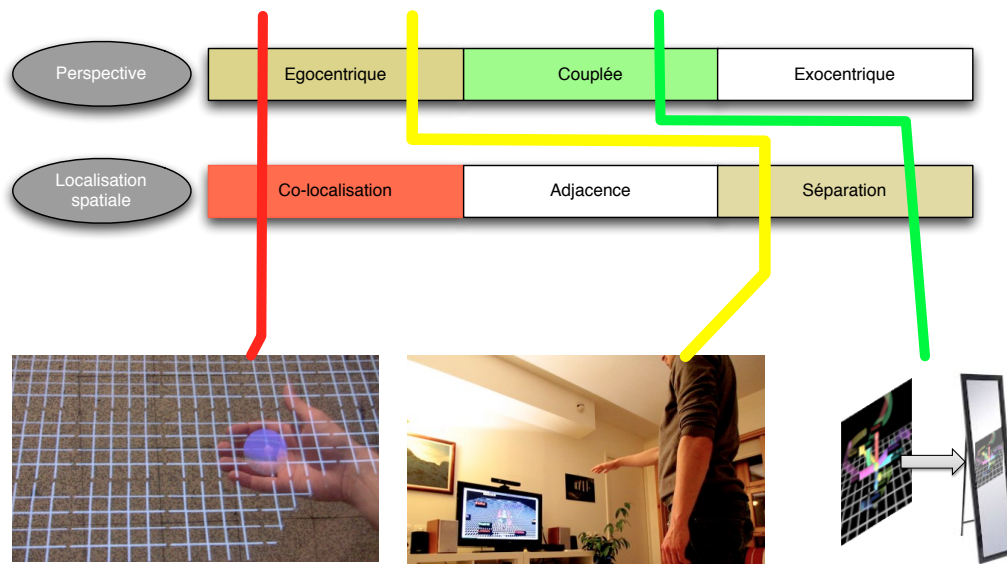 Perspective
Egocentrique
Couplée
Exocentrique
Localisation
spatiale
Co-localisation
Adjacence
Séparation